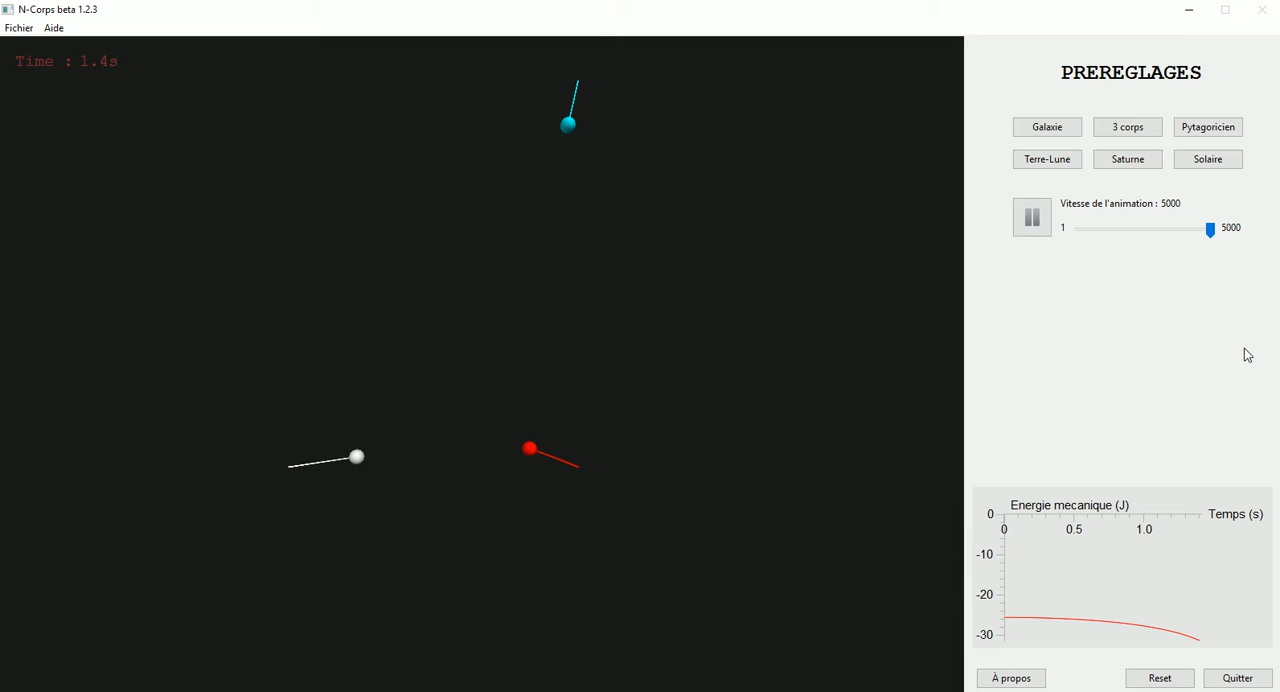 N-Corps beta 1.2.3
Fichier Aide
Time : 1.4s
PREREGLAGES
Galaxie 3 corps Pytagoricien
Terre-Lune Saturne Solaire
Vitesse de l'animation : 5000
1 5000
Energie mecanique (J)
0 Temps (s)
0 0.5 1.0
-10
-20
-30
À propos Reset Quitter